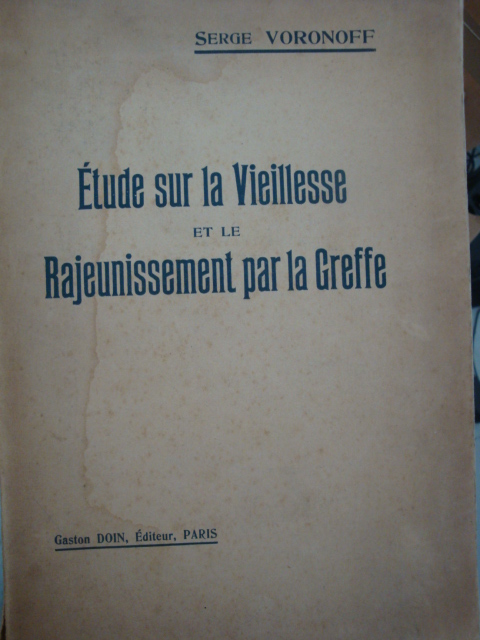 Serge VORONOFF
Étude sur la Vieillesse
ET LE
Rajeunissement par la Greffe
Gaston DOIN, Éditeur, PARIS